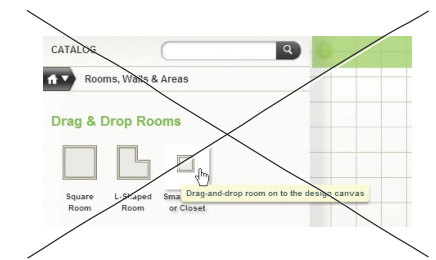 CATALOG
Rooms, Walls & Areas
Drag & Drop Rooms
Drag-and-drop room on to the design canvas
Square
Room
L-Shaped
Room
or Closet